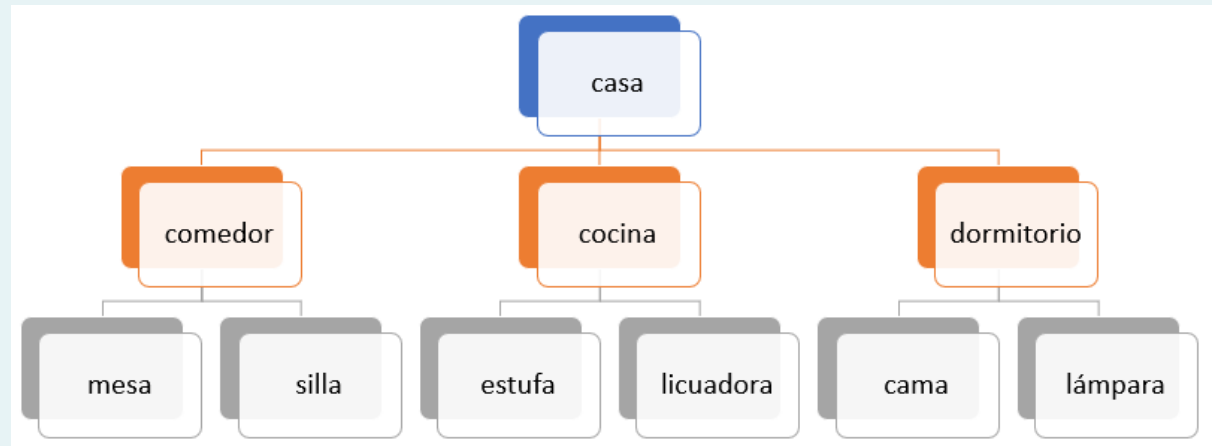 casa
comedor
cocina
dormitorio
mesa
silla
estufa
licuadora
cama
lámpara